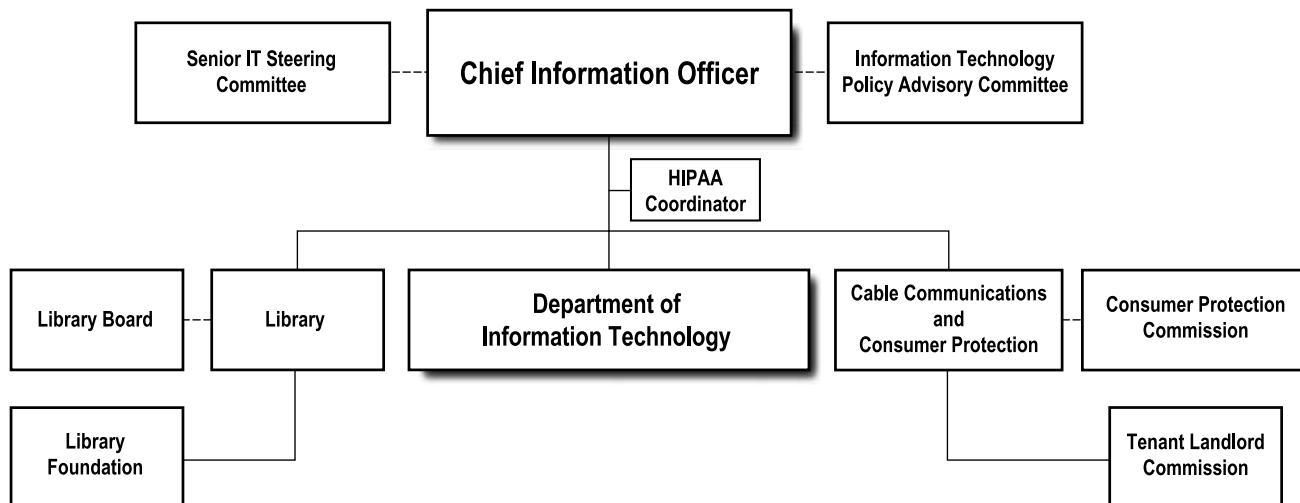 Senior IT Steering
Committee
Chief Information Officer
Information Technology
Policy Advisory Committee
HIPAA
Coordinator
Library Board
Library
Department of
Information Technology
Cable Communications
and
Consumer Protection
Consumer Protection
Commission
Library
Foundation
Tenant Landlord
Commission